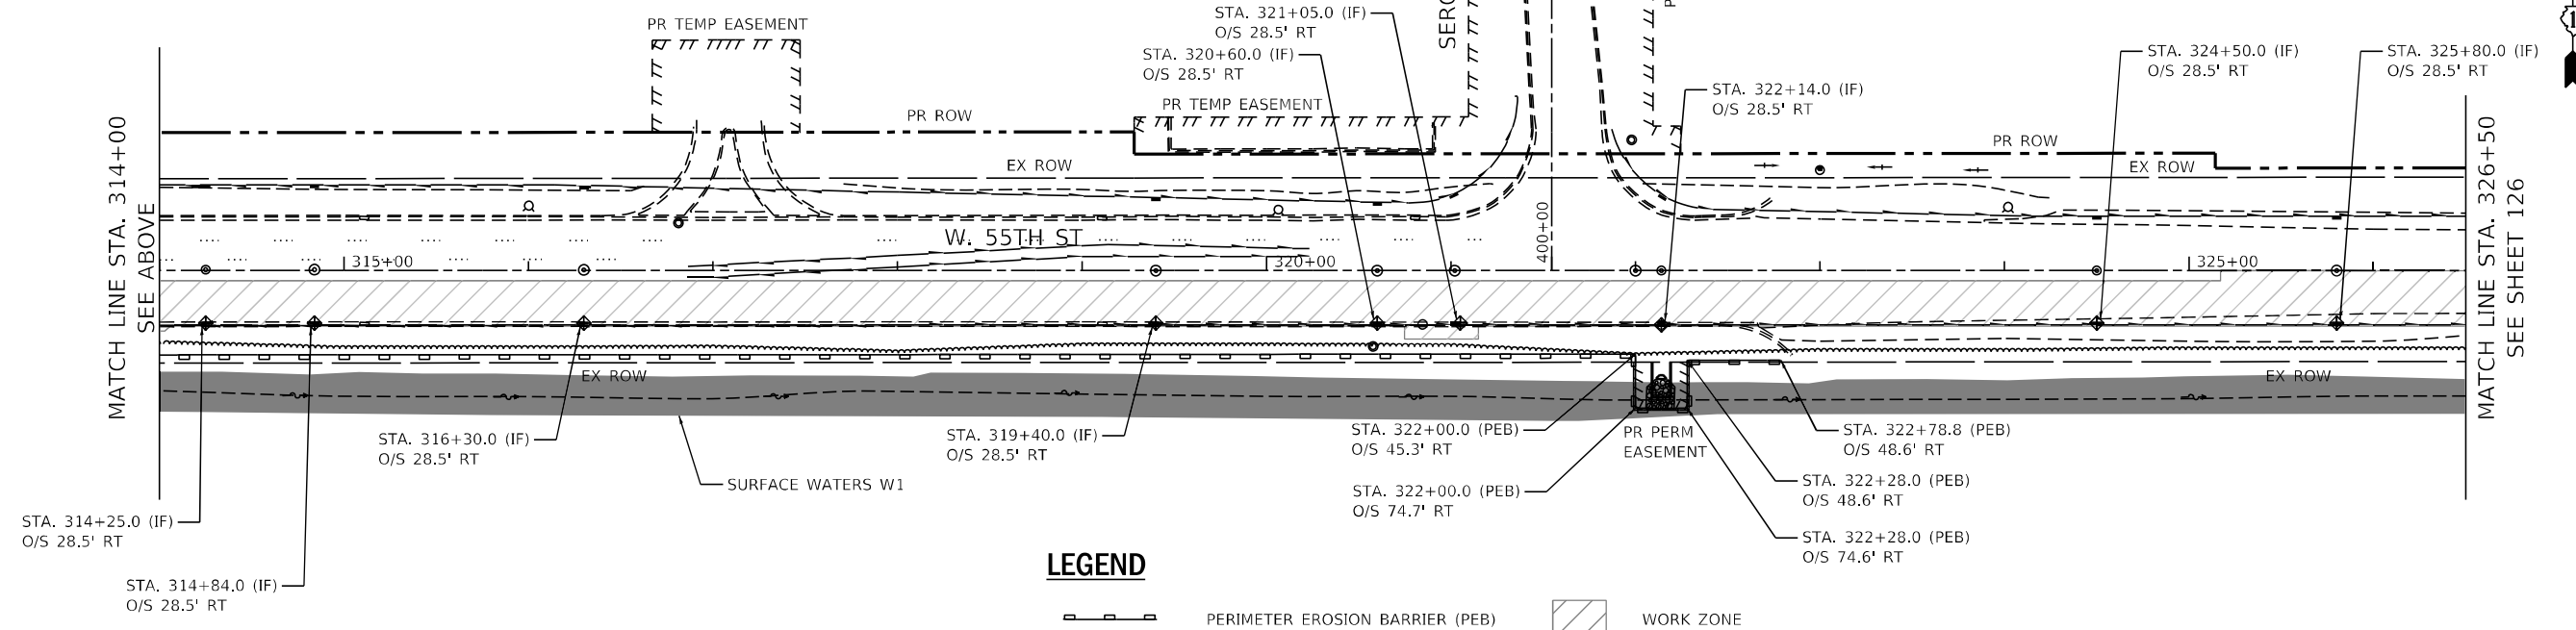 PR TEMP EASEMENT
STA. 321+05.0 (IF)
O/S 28.5' RT
STA. 320+60.0 (IF)
O/S 28.5' RT
STA. 324+50.0 (IF)
O/S 28.5' RT
STA. 325+80.0 (IF)
O/S 28.5' RT
STA. 322+14.0 (IF)
O/S 28.5' RT
PR TEMP EASEMENT
PR ROW
PR ROW
EX ROW
EX ROW
MATCH LINE STA. 314+00
SEE ABOVE
W. 55TH ST
400+00
315+00
320+00
325+00
MATCH LINE STA. 326+50
SEE SHEET 126
EX ROW
EX ROW
STA. 316+30.0 (IF)
O/S 28.5' RT
STA. 319+40.0 (IF)
O/S 28.5' RT
STA. 322+00.0 (PEB)
O/S 45.3' RT
PR PERM
EASEMENT
STA. 322+78.8 (PEB)
O/S 48.6' RT
SURFACE WATERS W1
STA. 322+00.0 (PEB)
O/S 74.7' RT
STA. 322+28.0 (PEB)
O/S 48.6' RT
STA. 314+25.0 (IF)
O/S 28.5' RT
STA. 322+28.0 (PEB)
O/S 74.6' RT
STA. 314+84.0 (IF)
O/S 28.5' RT
LEGEND
PERIMETER EROSION BARRIER (PEB)
WORK ZONE